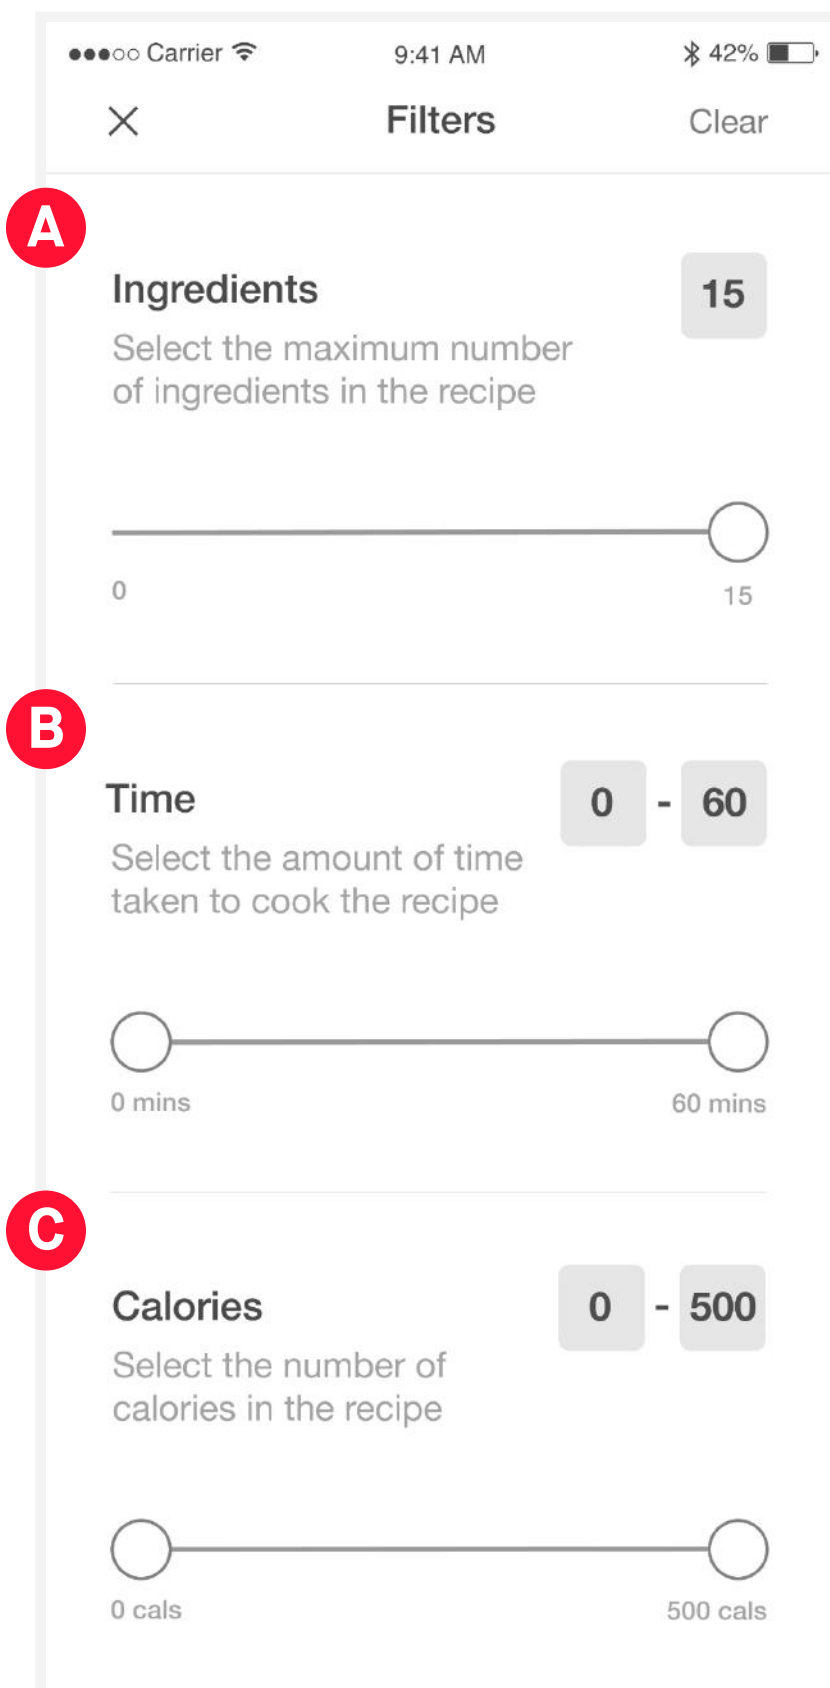 ●●●○○ Carrier 9:41 AM 42%
Filters Clear
A
Ingredients 15
Select the maximum number
of ingredients in the recipe
0 15
B
Time 0 - 60
Select the amount of time
taken to cook the recipe
0 mins 60 mins
C
Calories 0 - 500
Select the number of
calories in the recipe
0 cals 500 cals